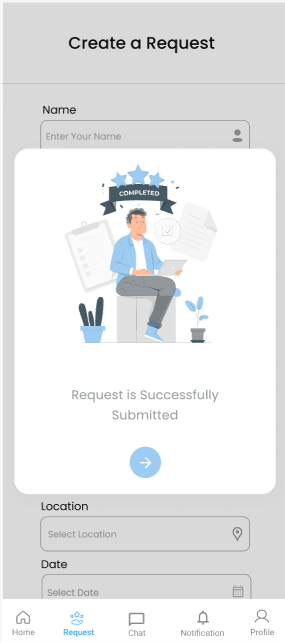 Create a Request
Name
Enter Your Name
COMPLETED
Request is Successfully
Submitted
Location
Select Location
Date
Select Date
Home
Request
Chat
Notification
Profile